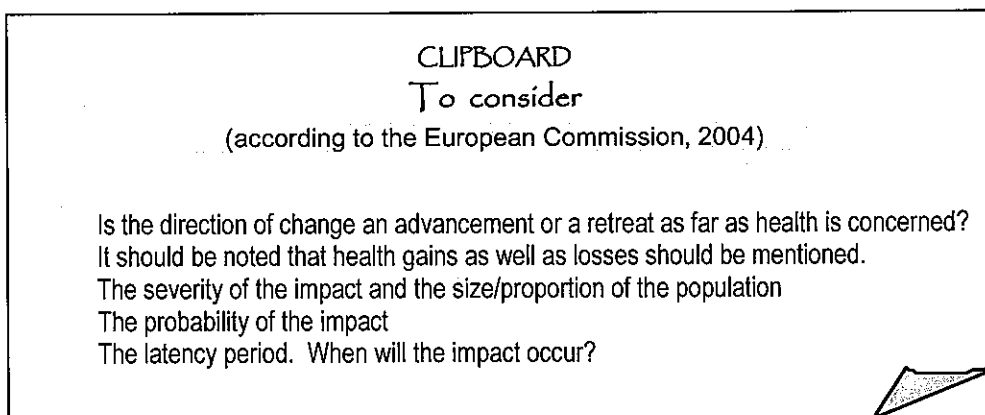 CLIPBOARD
To consider
(according to the European Commission, 2004)
Is the direction of change an advancement or a retreat as far as health is concerned?
It should be noted that health gains as well as losses should be mentioned.
The severity of the impact and the size/proportion of the population
The probability of the impact
The latency period. When will the impact occur?